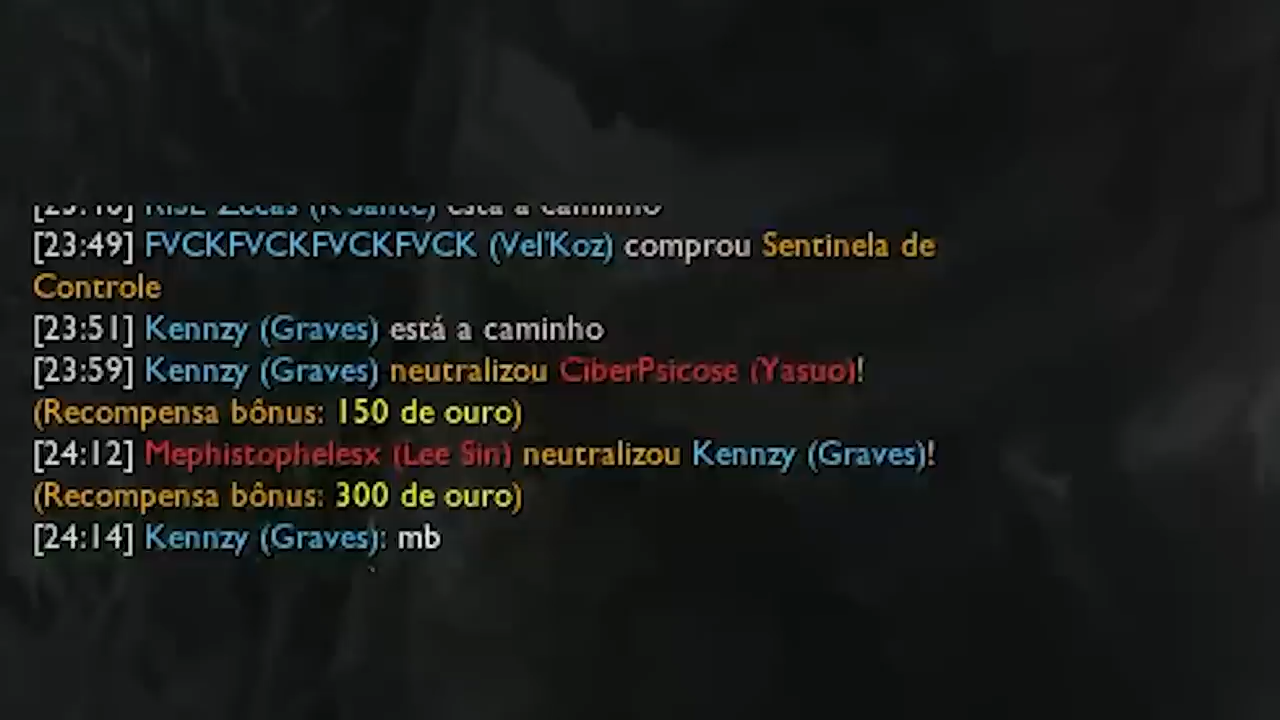 está a caminho
[23:49] FVCKFVCKFVCKFVCK (Vel'Koz) comprou Sentinela de
Controle
[23:51] Kennzy (Graves) está a caminho
[23:59] Kennzy (Graves) neutralizou CiberPsicose (Yasuo)!
(Recompensa bônus: 150 de ouro)
[24:12] Mephistophelesx (Lee Sin) neutralizou Kennzy (Graves)!
(Recompensa bônus: 300 de ouro)
[24:14] Kennzy (Graves): mb